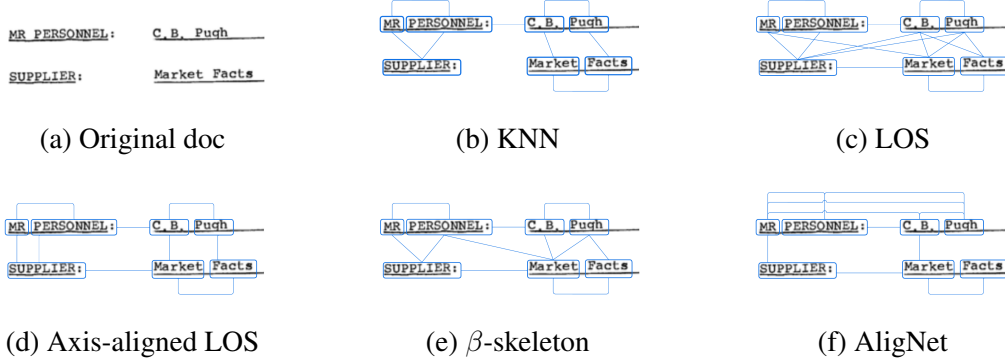 MR PERSONNEL: C.B. Pugh
SUPPLIER: Market Facts
(a) Original doc
MR PERSONNEL: C.B. Pugh
SUPPLIER: Market Facts
(b) KNN
MR PERSONNEL: C.B. Pugh
SUPPLIER: Market Facts
(c) LOS
MR PERSONNEL: C.B. Pugh
SUPPLIER: Market Facts
(d) Axis-aligned LOS
MR PERSONNEL: C.B. Pugh
SUPPLIER: Market Facts
(e) β-skeleton
MR PERSONNEL: C.B. Pugh
SUPPLIER: Market Facts
(f) AligNet